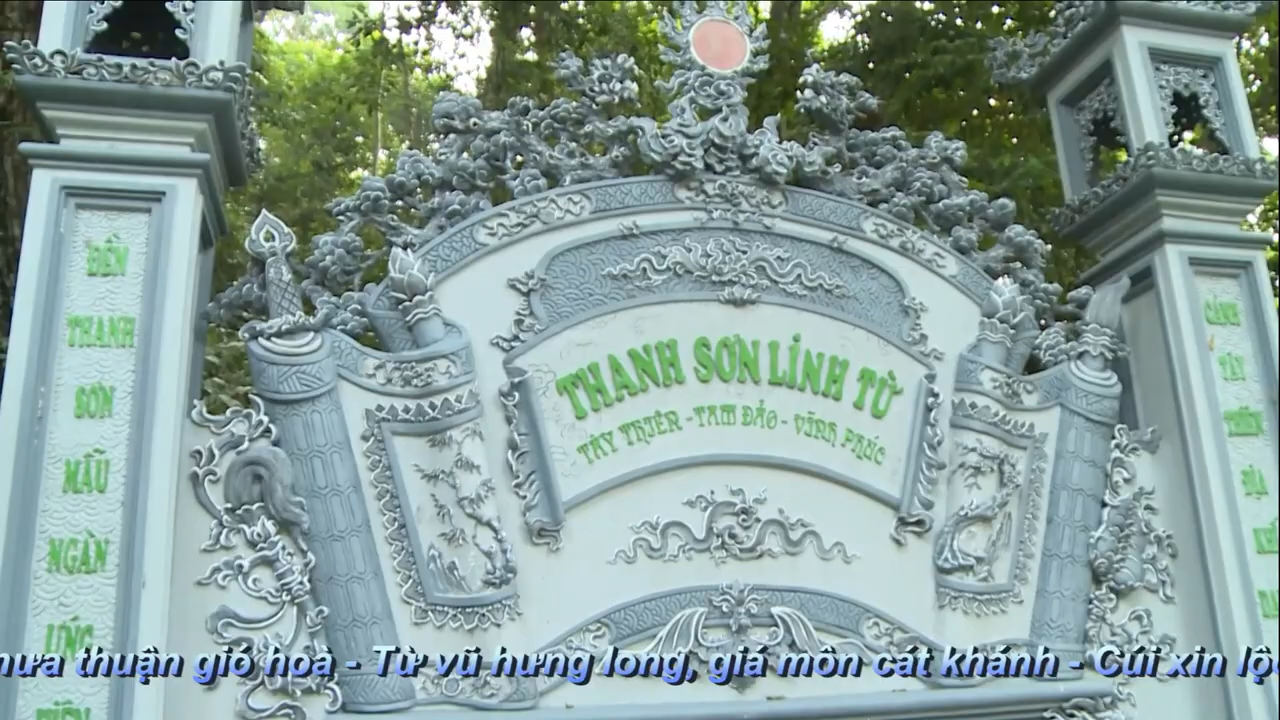 ĐỀN
THANH
SƠN
MẪU
NGÀN
ỨNG
THANH SƠN LINH TỪ
TÂY THIÊN - TAM ĐẢO - VĨNH PHÚC
CẢNH
TÂY
THIÊN
thuận gió hoà - Từ vũ hưng long, giá môn cát khánh - Cúi xin